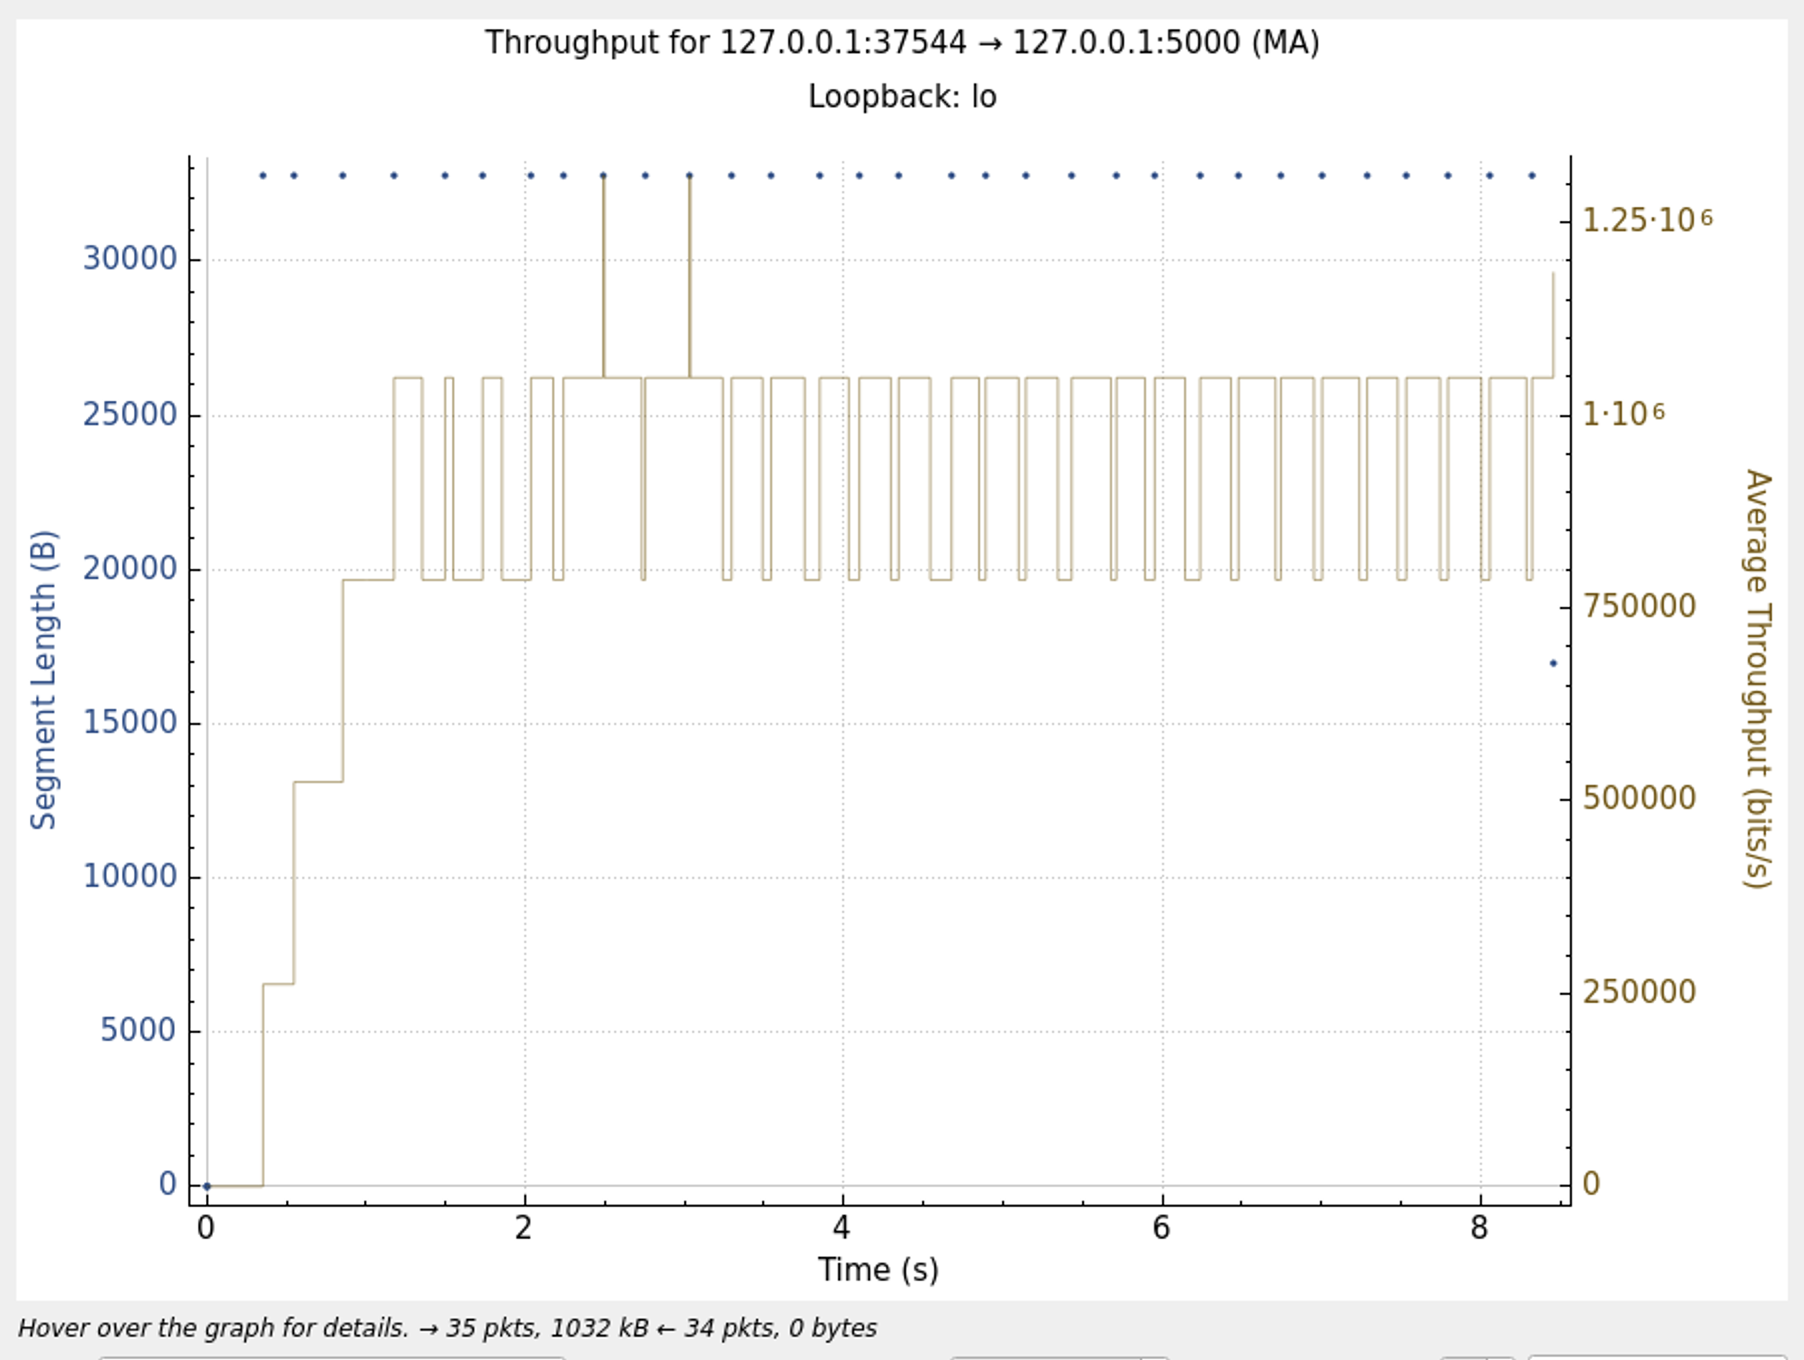 Throughput for 127.0.0.1:37544 → 127.0.0.1:5000 (MA)
Loopback: lo
Segment Length (B)
30000
25000
20000
15000
10000
5000
0
1.25·10⁶
1·10⁶
750000
500000
250000
0
Average Throughput (bits/s)
0 2 4 6 8
Time (s)
Hover over the graph for details. → 35 pkts, 1032 kB ← 34 pkts, 0 bytes